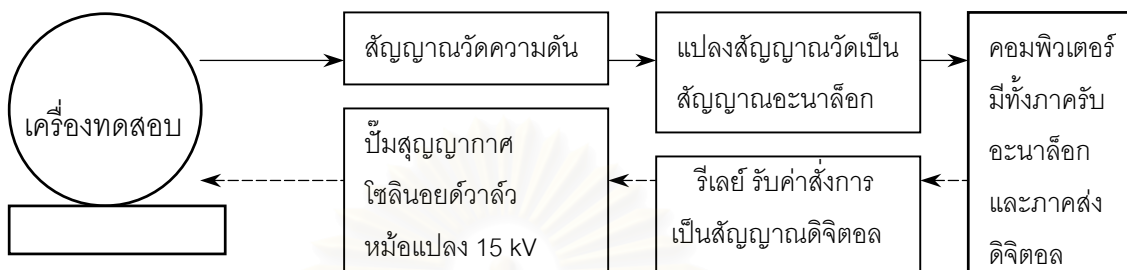 เครื่องทดสอบ
สัญญาณวัดความดัน
แปลงสัญญาณวัดเป็น
สัญญาณอะนาล็อก
คอมพิวเตอร์
มีทั้งภาครับ
อะนาล็อก
และภาคส่ง
ดิจิตอล
ปั๊มสุญญากาศ
โซลินอยด์วาล์ว
หม้อแปลง 15 kV
รีเลย์ รับค่าสั่งการ
เป็นสัญญาณดิจิตอล